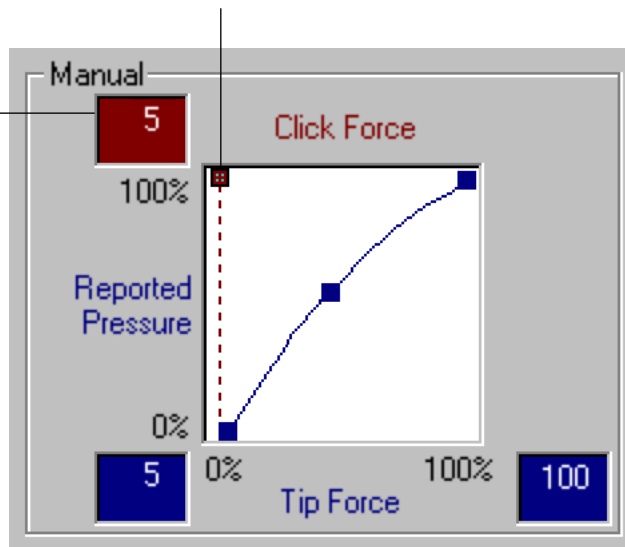 Manual
5
Click Force
100%
Reported
Pressure
0%
5
0%
100%
100
Tip Force